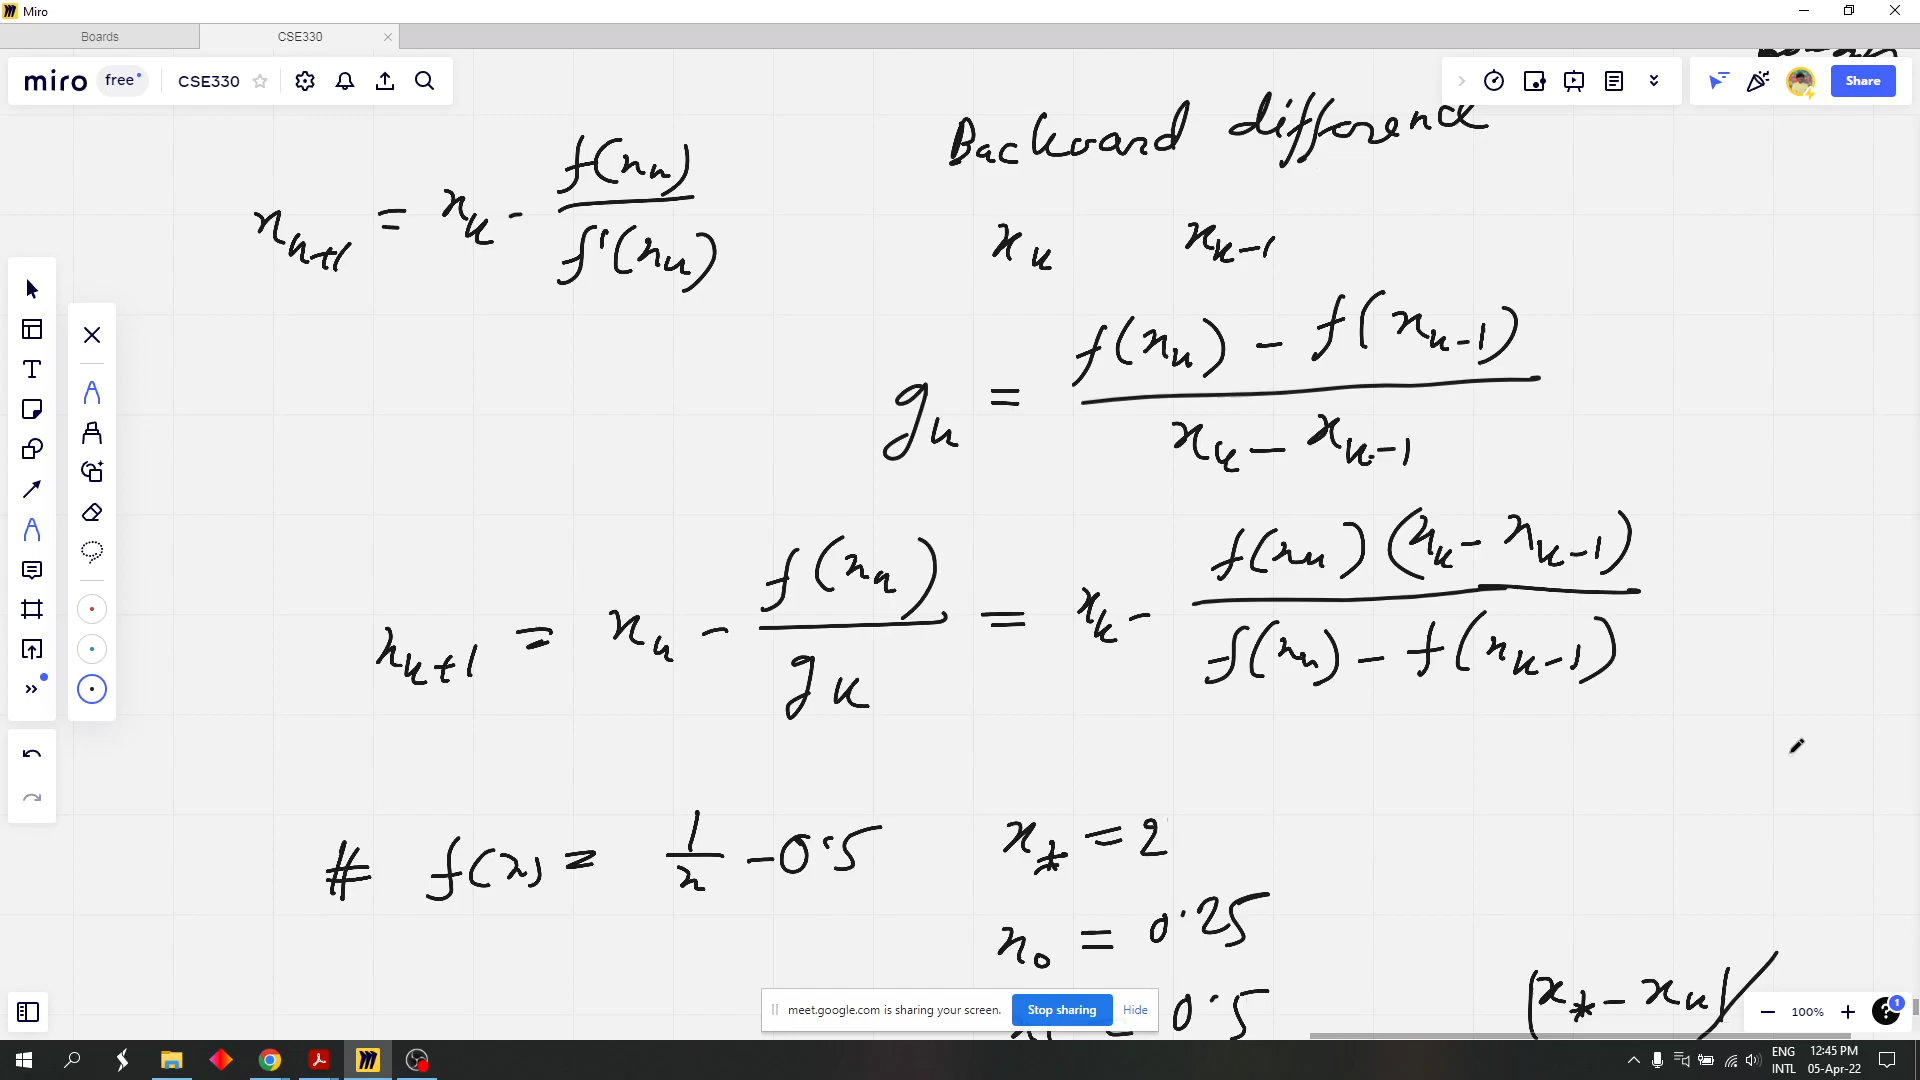 Miro
Boards
CSE330
miro free CSE330
Share
Backward difference
x_{k+1} = x_k - f(x_k) / f'(x_k)
x_k x_{k-1}
g_k = (f(x_k) - f(x_{k-1})) / (x_k - x_{k-1})
x_{k+1} = x_k - f(x_k) / g_k = x_k - f(x_k)(x_k - x_{k-1}) / (f(x_k) - f(x_{k-1}))
# f(x) = 1/x - 0.5
x_* = 2
x_0 = 0.25
= 0.5
|x_* - x_k|
meet.google.com is sharing your screen. Stop sharing Hide
100%
1
ENG
INTL
12:45 PM
05-Apr-22